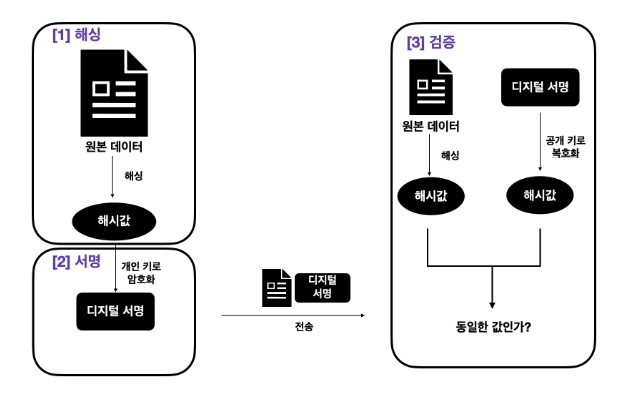 [1] 해싱
원본 데이터
해싱
해시값
[2] 서명
개인 키로
암호화
디지털 서명
디지털
서명
전송
[3] 검증
원본 데이터
해싱
해시값
디지털 서명
공개 키로
복호화
해시값
동일한 값인가?